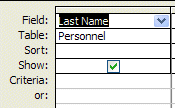 Field: Last Name
Table: Personnel
Sort:
Show:
Criteria:
or: